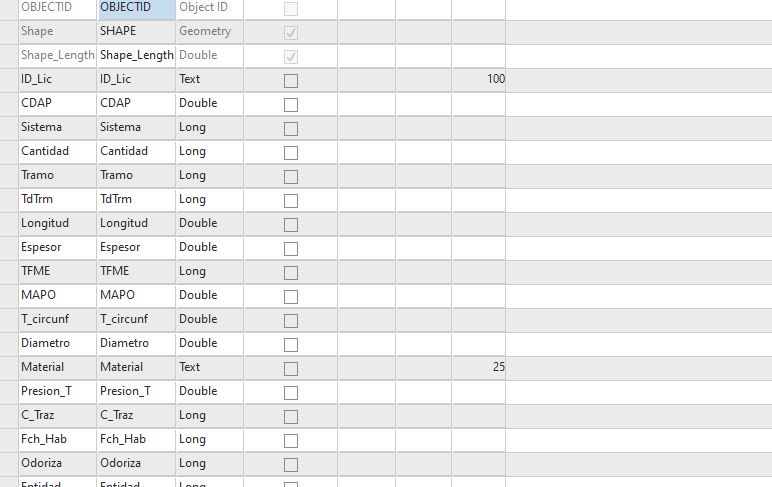 OBJECTID OBJECTID Object ID
Shape SHAPE Geometry
Shape_Length Shape_Length Double
ID_Lic ID_Lic Text 100
CDAP CDAP Double
Sistema Sistema Long
Cantidad Cantidad Long
Tramo Tramo Long
TdTrm TdTrm Long
Longitud Longitud Double
Espesor Espesor Double
TFME TFME Long
MAPO MAPO Double
T_circunf T_circunf Double
Diametro Diametro Double
Material Material Text 25
Presion_T Presion_T Double
C_Traz C_Traz Long
Fch_Hab Fch_Hab Long
Odoriza Odoriza Long
Entidad Entidad Long